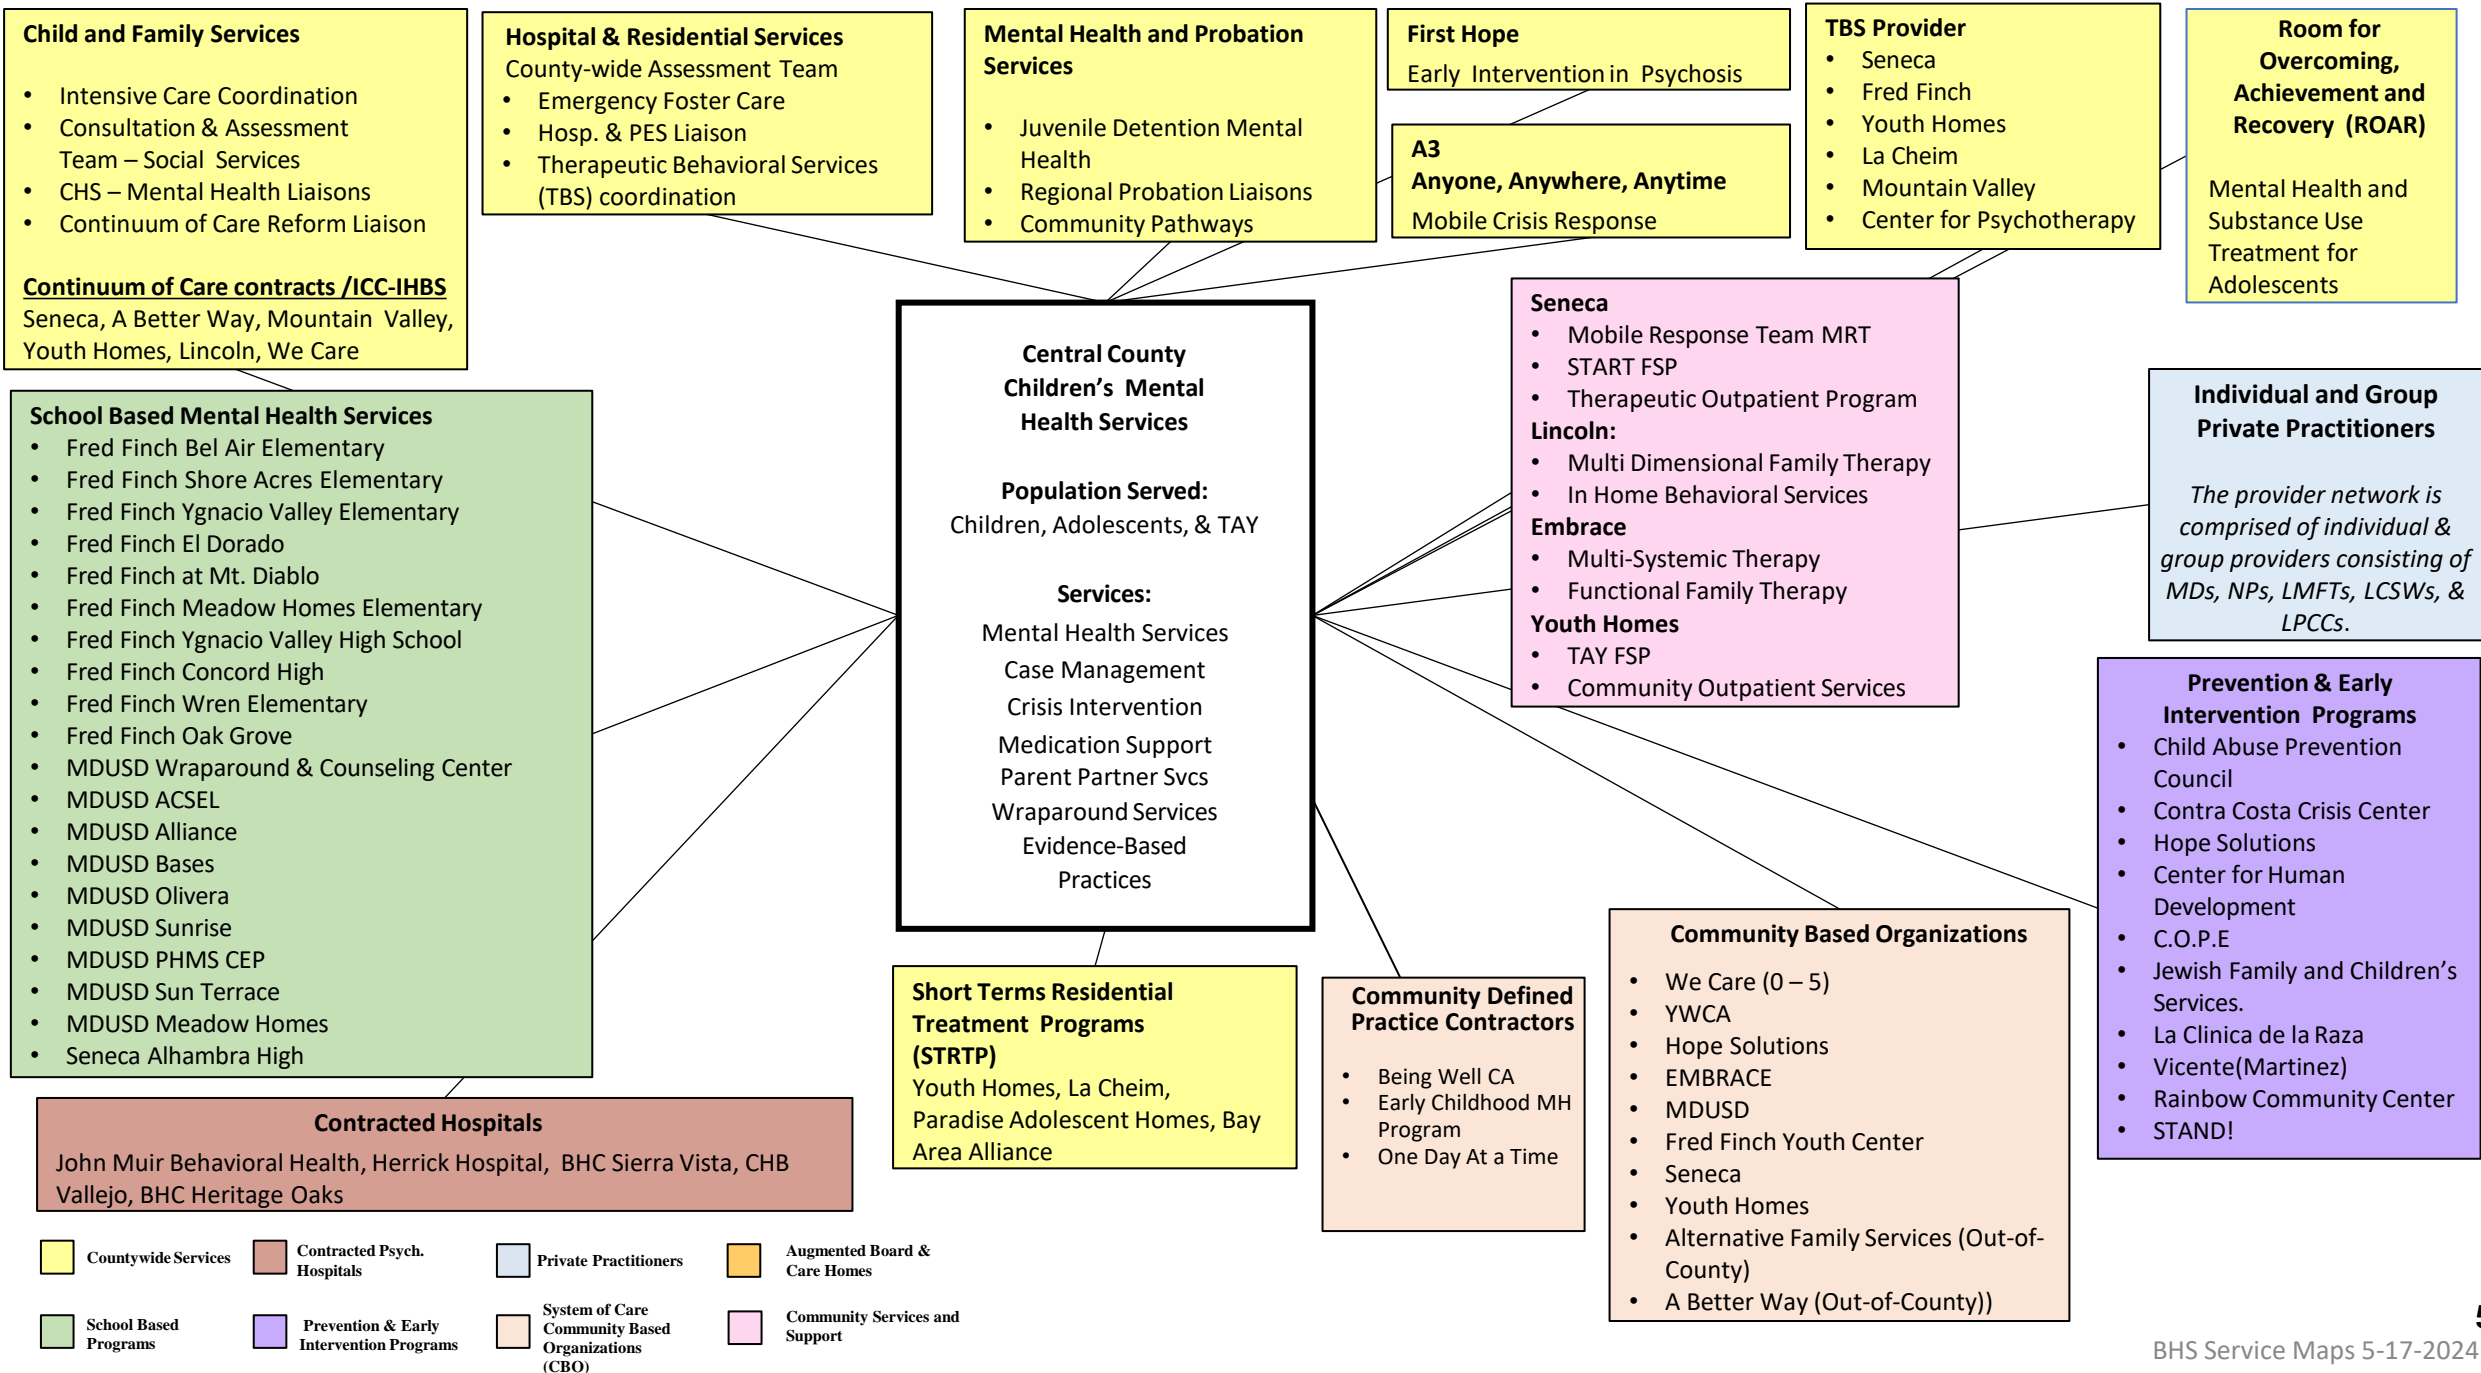 Child and Family Services
• Intensive Care Coordination
• Consultation & Assessment
Team – Social Services
• CHS – Mental Health Liaisons
• Continuum of Care Reform Liaison
Continuum of Care contracts /ICC-IHBS
Seneca, A Better Way, Mountain Valley,
Youth Homes, Lincoln, We Care
Hospital & Residential Services
County-wide Assessment Team
• Emergency Foster Care
• Hosp. & PES Liaison
• Therapeutic Behavioral Services
(TBS) coordination
Mental Health and Probation
Services
• Juvenile Detention Mental
Health
• Regional Probation Liaisons
• Community Pathways
First Hope
Early Intervention in Psychosis
A3
Anyone, Anywhere, Anytime
Mobile Crisis Response
TBS Provider
• Seneca
• Fred Finch
• Youth Homes
• La Cheim
• Mountain Valley
• Center for Psychotherapy
Room for
Overcoming,
Achievement and
Recovery (ROAR)
Mental Health and
Substance Use
Treatment for
Adolescents
School Based Mental Health Services
• Fred Finch Bel Air Elementary
• Fred Finch Shore Acres Elementary
• Fred Finch Ygnacio Valley Elementary
• Fred Finch El Dorado
• Fred Finch at Mt. Diablo
• Fred Finch Meadow Homes Elementary
• Fred Finch Ygnacio Valley High School
• Fred Finch Concord High
• Fred Finch Wren Elementary
• Fred Finch Oak Grove
• MDUSD Wraparound & Counseling Center
• MDUSD ACSEL
• MDUSD Alliance
• MDUSD Bases
• MDUSD Olivera
• MDUSD Sunrise
• MDUSD PHMS CEP
• MDUSD Sun Terrace
• MDUSD Meadow Homes
• Seneca Alhambra High
Central County
Children's Mental
Health Services
Population Served:
Children, Adolescents, & TAY
Services:
Mental Health Services
Case Management
Crisis Intervention
Medication Support
Parent Partner Svcs
Wraparound Services
Evidence-Based
Practices
Seneca
• Mobile Response Team MRT
• START FSP
• Therapeutic Outpatient Program
Lincoln:
• Multi Dimensional Family Therapy
• In Home Behavioral Services
Embrace
• Multi-Systemic Therapy
• Functional Family Therapy
Youth Homes
• TAY FSP
• Community Outpatient Services
Individual and Group
Private Practitioners
The provider network is
comprised of individual &
group providers consisting of
MDs, NPs, LMFTs, LCSWs, &
LPCCs.
Prevention & Early
Intervention Programs
• Child Abuse Prevention
Council
• Contra Costa Crisis Center
• Hope Solutions
• Center for Human
Development
• C.O.P.E
• Jewish Family and Children's
Services.
• La Clinica de la Raza
• Vicente(Martinez)
• Rainbow Community Center
• STAND!
Contracted Hospitals
John Muir Behavioral Health, Herrick Hospital, BHC Sierra Vista, CHB
Vallejo, BHC Heritage Oaks
Short Terms Residential
Treatment Programs
(STRTP)
Youth Homes, La Cheim,
Paradise Adolescent Homes, Bay
Area Alliance
Community Defined
Practice Contractors
• Being Well CA
• Early Childhood MH
Program
• One Day At a Time
Community Based Organizations
• We Care (0 – 5)
• YWCA
• Hope Solutions
• EMBRACE
• MDUSD
• Fred Finch Youth Center
• Seneca
• Youth Homes
• Alternative Family Services (Out-of-
County)
• A Better Way (Out-of-County))
Countywide Services
Contracted Psych.
Hospitals
Private Practitioners
Augmented Board &
Care Homes
School Based
Programs
Prevention & Early
Intervention Programs
System of Care
Community Based
Organizations
(CBO)
Community Services and
Support
5
BHS Service Maps 5-17-2024